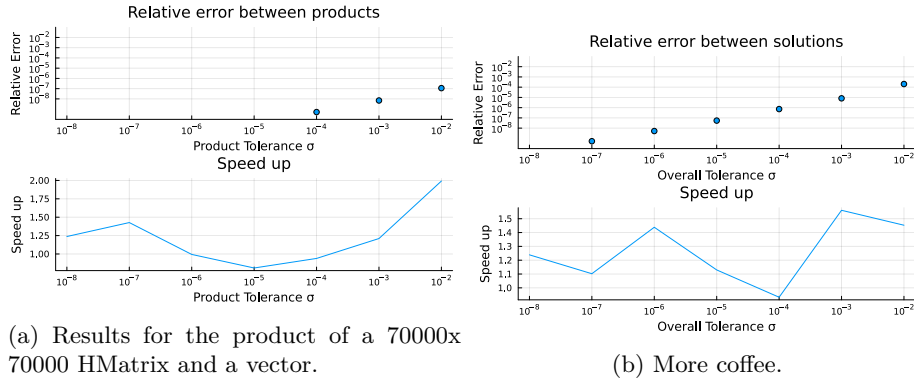 Relative error between products
Relative Error
10⁻²
10⁻³
10⁻⁴
10⁻⁵
10⁻⁶
10⁻⁷
10⁻⁸
10⁻⁸ 10⁻⁷ 10⁻⁶ 10⁻⁵ 10⁻⁴ 10⁻³ 10⁻²
Product Tolerance σ
Speed up
Speed up
2.00
1.75
1.50
1.25
1.00
10⁻⁸ 10⁻⁷ 10⁻⁶ 10⁻⁵ 10⁻⁴ 10⁻³ 10⁻²
Product Tolerance σ
(a) Results for the product of a 70000x
70000 HMatrix and a vector.
Relative error between solutions
Relative Error
10⁻²
10⁻³
10⁻⁴
10⁻⁵
10⁻⁶
10⁻⁷
10⁻⁸
10⁻⁸ 10⁻⁷ 10⁻⁶ 10⁻⁵ 10⁻⁴ 10⁻³ 10⁻²
Overall Tolerance σ
Speed up
Speed up
1.5
1.4
1.3
1.2
1.1
1.0
10⁻⁸ 10⁻⁷ 10⁻⁶ 10⁻⁵ 10⁻⁴ 10⁻³ 10⁻²
Overall Tolerance σ
(b) More coffee.